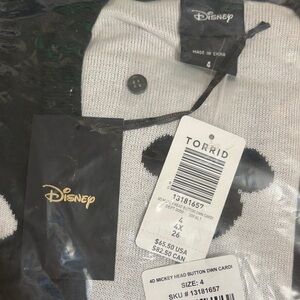 Disney
MADE IN CHINA
4
TORRID
13181657
4
4X
26
$65.50 USA
$82.50 CAN
Disney
4D MICKEY HEAD BUTTON DWN CARDI
SIZE: 4
SKU # 13181657